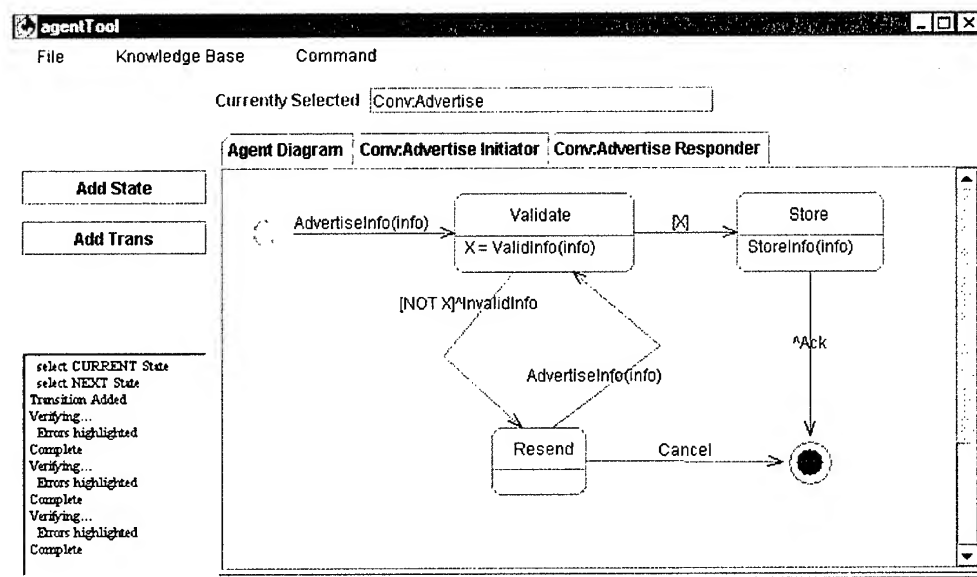 agentTool
File Knowledge Base Command
Currently Selected Conv:Advertise
Agent Diagram Conv:Advertise Initiator Conv:Advertise Responder
Add State
Add Trans
AdvertiseInfo(info)
Validate
X = ValidInfo(info)
[X]
Store
StoreInfo(info)
[NOT X]^InvalidInfo
AdvertiseInfo(info)
^Ack
Resend
Cancel
select CURRENT State
select NEXT State
Transition Added
Verifying...
Errors highlighted
Complete
Verifying...
Errors highlighted
Complete
Verifying...
Errors highlighted
Complete